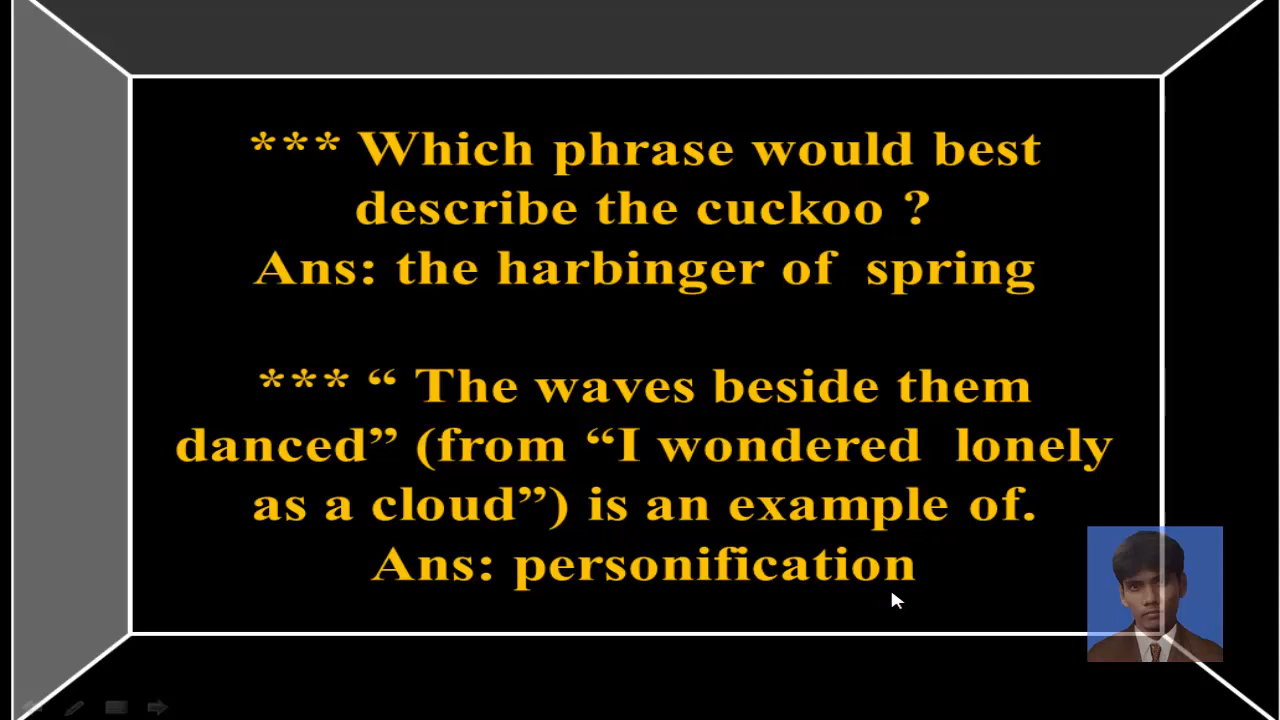 *** Which phrase would best
describe the cuckoo ?
Ans: the harbinger of  spring
*** “ The waves beside them
danced” (from “I wondered  lonely
as a cloud”) is an example of.
Ans: personification